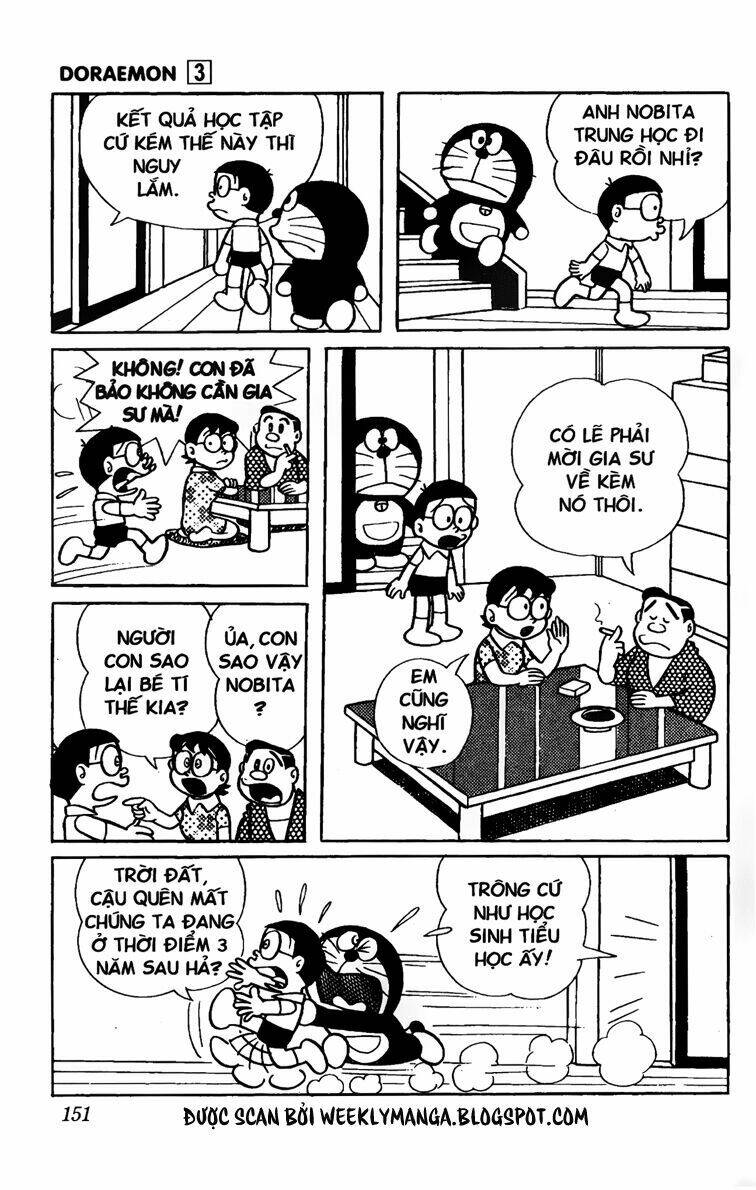 DORAEMON 3
KẾT QUẢ HỌC TẬP
CỨ KÉM THẾ NÀY THÌ
NGUY
LẮM.
ANH NOBITA
TRUNG HỌC ĐI
ĐÂU RỒI NHỈ?
KHÔNG! CON ĐÃ
BẢO KHÔNG CẦN GIA
SƯ MÀ!
CÓ LẼ PHẢI
MỜI GIA SƯ
VỀ KÈM
NÓ THÔI.
EM
CŨNG
NGHĨ
VẬY.
NGƯỜI
CON SAO
LẠI BÉ TÍ
THẾ KIA?
ỦA, CON
SAO VẬY
NOBITA
?
TRỜI ĐẤT,
CẬU QUÊN MẤT
CHÚNG TA ĐANG
Ở THỜI ĐIỂM 3
NĂM SAU HẢ?
TRÔNG CỨ
NHƯ HỌC
SINH TIỂU
HỌC ẤY!
151
ĐƯỢC SCAN BỞI WEEKLYMANGA.BLOGSPOT.COM